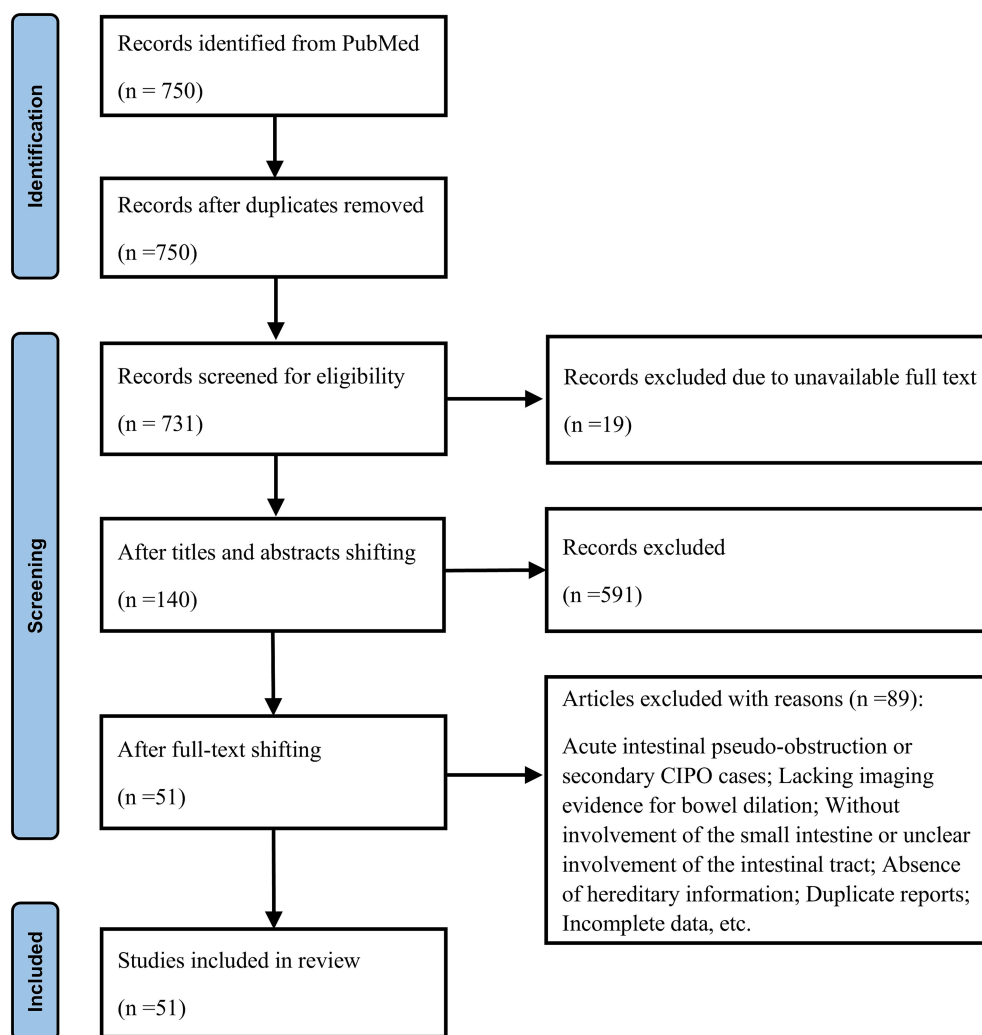 Identification
Records identified from PubMed
(n = 750)
Records after duplicates removed
(n =750)
Screening
Records screened for eligibility
(n = 731)
Records excluded due to unavailable full text
(n =19)
After titles and abstracts shifting
(n =140)
Records excluded
(n =591)
After full-text shifting
(n =51)
Articles excluded with reasons (n =89):
Acute intestinal pseudo-obstruction or
secondary CIPO cases; Lacking imaging
evidence for bowel dilation; Without
involvement of the small intestine or unclear
involvement of the intestinal tract; Absence
of hereditary information; Duplicate reports;
Incomplete data, etc.
Included
Studies included in review
(n =51)